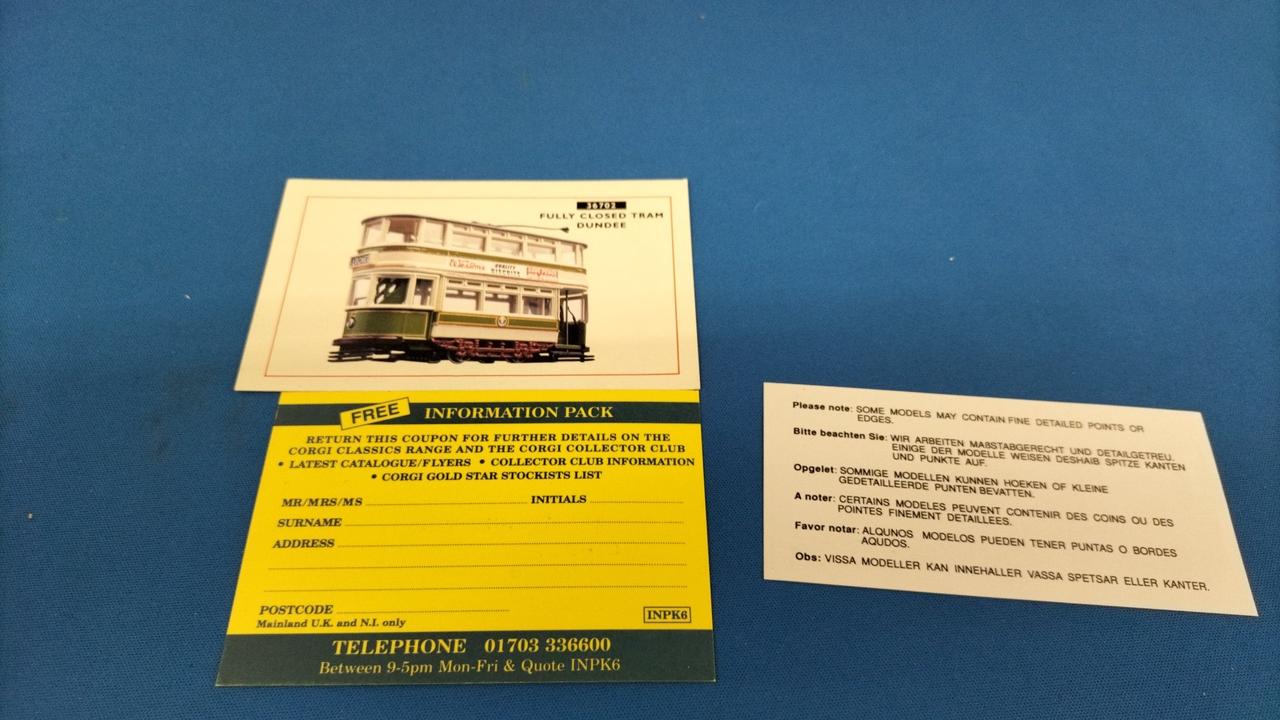 36702
FULLY CLOSED TRAM
DUNDEE
QUALITY
BISCUITS
FREE INFORMATION PACK
RETURN THIS COUPON FOR FURTHER DETAILS ON THE
CORGI CLASSICS RANGE AND THE CORGI COLLECTOR CLUB
• LATEST CATALOGUE/FLYERS • COLLECTOR CLUB INFORMATION
• CORGI GOLD STAR STOCKISTS LIST
MR/MRS/MS INITIALS
SURNAME
ADDRESS
POSTCODE
Mainland U.K. and N.I. only
INPK6
TELEPHONE 01703 336600
Between 9-5pm Mon-Fri & Quote INPK6
Please note: SOME MODELS MAY CONTAIN FINE DETAILED POINTS OR
EDGES.
Bitte beachten Sie: WIR ARBEITEN MAßSTABGERECHT UND DETAILGETREU.
EINIGE DER MODELLE WEISEN DESHAIB SPITZE KANTEN
UND PUNKTE AUF.
Opgelet: SOMMIGE MODELLEN KUNNEN HOEKEN OF KLEINE
GEDETAILLEERDE PUNTEN BEVATTEN.
A noter: CERTAINS MODELES PEUVENT CONTENIR DES COINS OU DES
POINTES FINEMENT DETAILLEES.
Favor notar: ALQUNOS MODELOS PUEDEN TENER PUNTAS O BORDES
AQUDOS.
Obs: VISSA MODELLER KAN INNEHALLER VASSA SPETSAR ELLER KANTER.